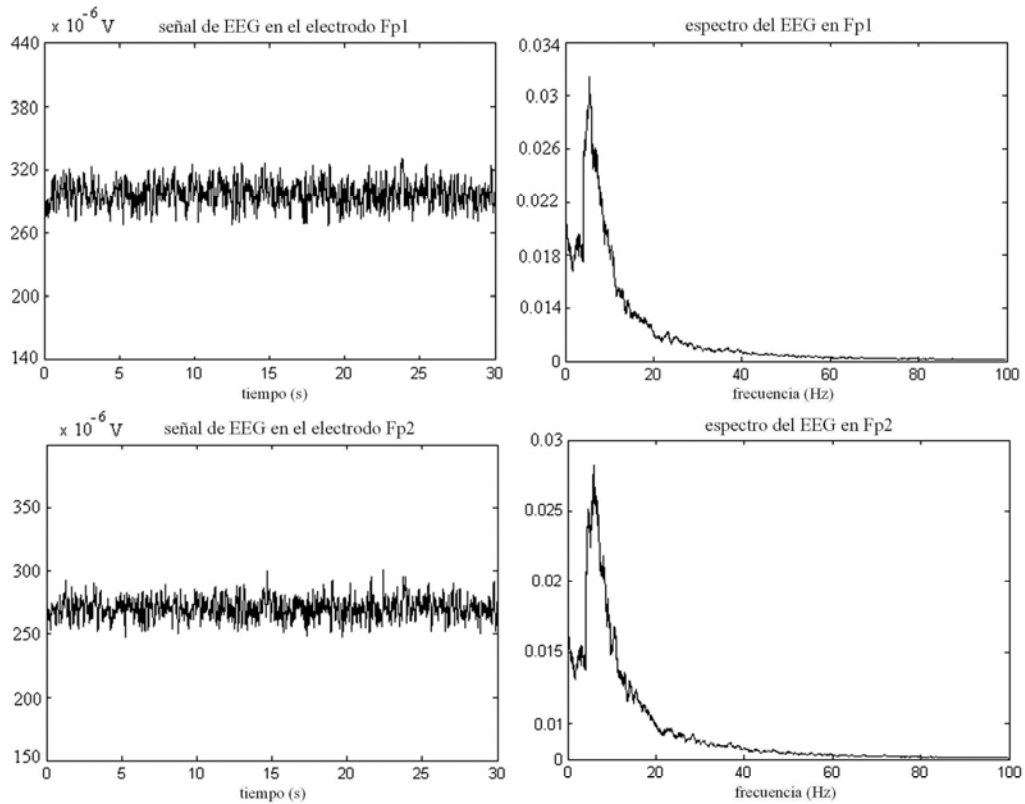 x 10⁻⁶ V
señal de EEG en el electrodo Fp1
440
380
320
260
200
140
0 5 10 15 20 25 30
tiempo (s)
espectro del EEG en Fp1
0.034
0.03
0.026
0.022
0.018
0.014
0
0 20 40 60 80 100
frecuencia (Hz)
x 10⁻⁶ V
señal de EEG en el electrodo Fp2
350
300
250
200
150
0 5 10 15 20 25 30
tiempo (s)
espectro del EEG en Fp2
0.03
0.025
0.02
0.015
0.01
0
0 20 40 60 80 100
frecuencia (Hz)